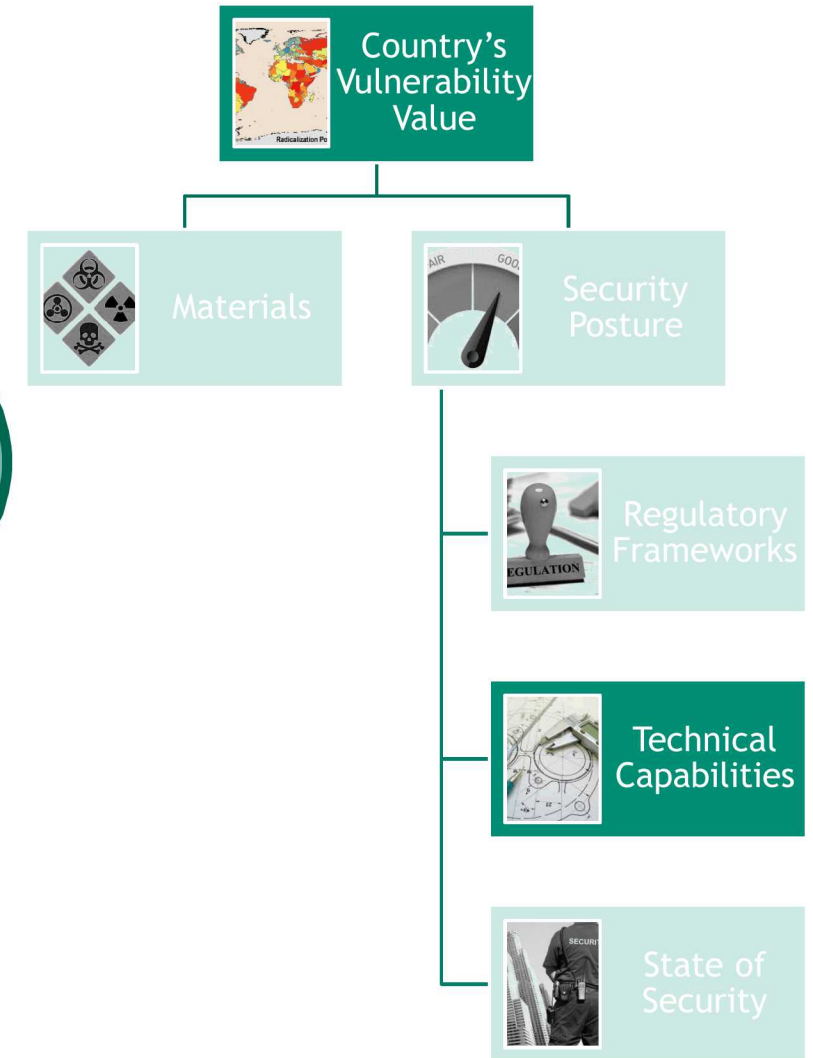 Country's
Vulnerability
Value
Radicalization Po
Materials
AIR
GOO
Security
Posture
EGULATION
Regulatory
Frameworks
Technical
Capabilities
SECURIT
State of
Security